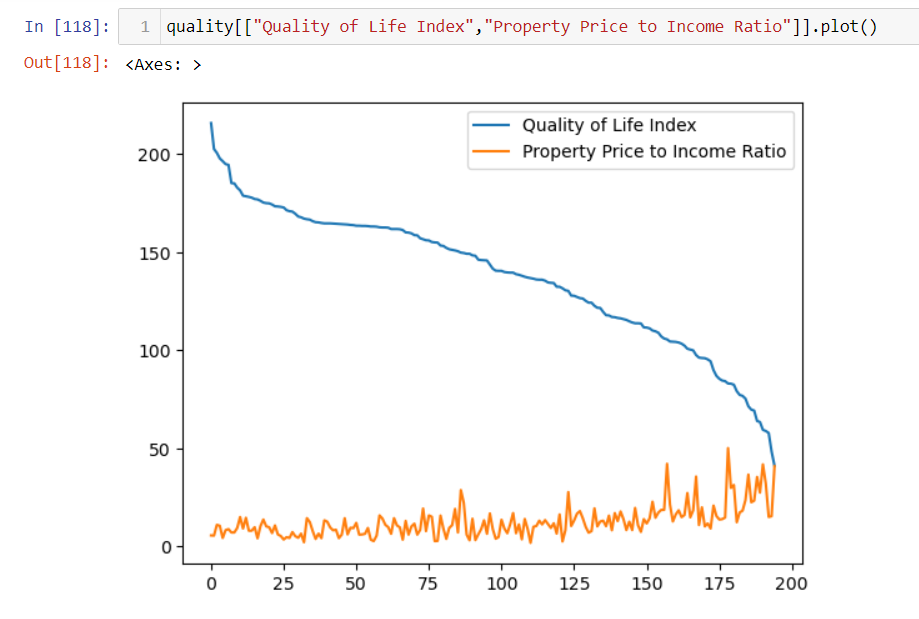 In [118]: 1 quality[["Quality of Life Index","Property Price to Income Ratio"]].plot()
Out[118]: <Axes: >
Quality of Life Index
Property Price to Income Ratio
200
150
100
50
0
0 25 50 75 100 125 150 175 200